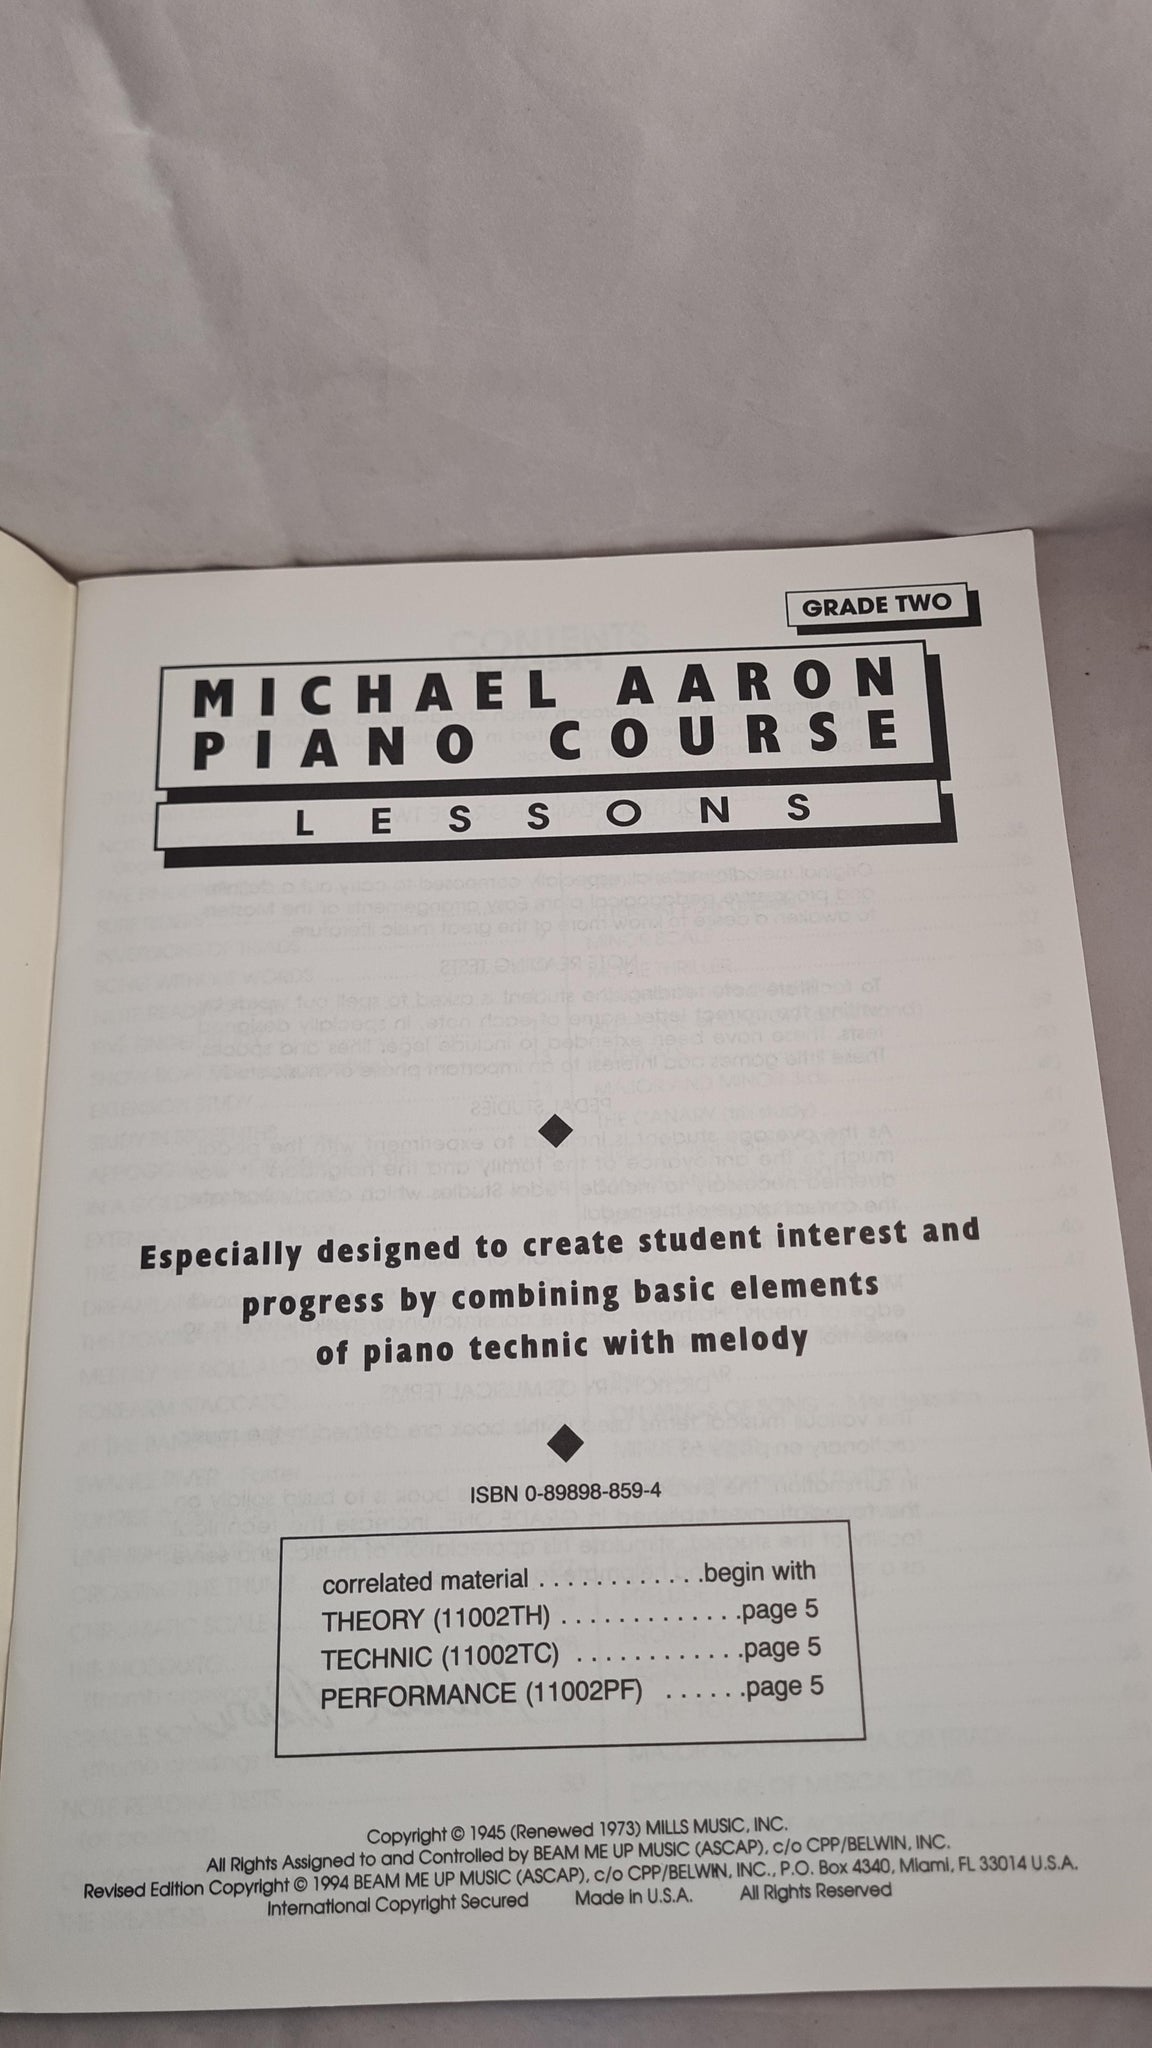 GRADE TWO
MICHAEL AARON
PIANO COURSE
LESSONS
Especially designed to create student interest and
progress by combining basic elements
of piano technic with melody
ISBN 0-89898-859-4
correlated material . . . . . . . . . . . .begin with
THEORY (11002TH) . . . . . . . . . . . . .page 5
TECHNIC (11002TC) . . . . . . . . . . . .page 5
PERFORMANCE (11002PF) . . . . . .page 5
Copyright © 1945 (Renewed 1973) MILLS MUSIC, INC.
All Rights Assigned to and Controlled by BEAM ME UP MUSIC (ASCAP), c/o CPP/BELWIN, INC.
Revised Edition Copyright © 1994 BEAM ME UP MUSIC (ASCAP), c/o CPP/BELWIN, INC., P.O. Box 4340, Miami, FL 33014 U.S.A.
International Copyright Secured Made in U.S.A. All Rights Reserved